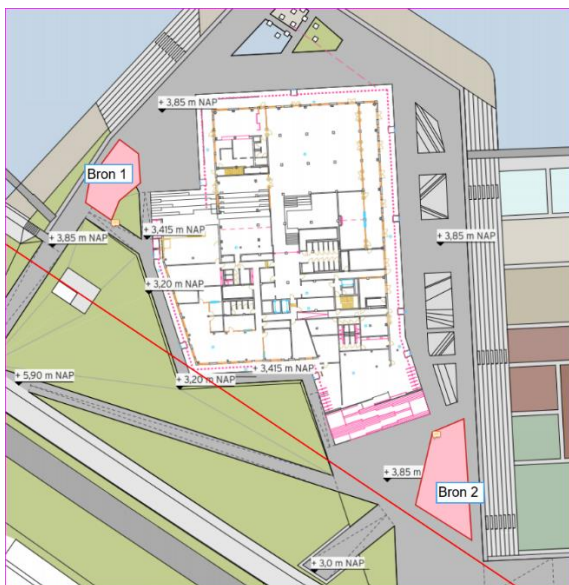 + 3,85 m NAP
Bron 1
+ 3,415 m NAP
+ 3,85 m NAP
+ 3,85 m NAP
+ 3,20 m NAP
+ 3,415 m NAP
+ 5,90 m NAP
+ 3,20 m NAP
+ 3,85 m
Bron 2
+ 3,0 m NAP